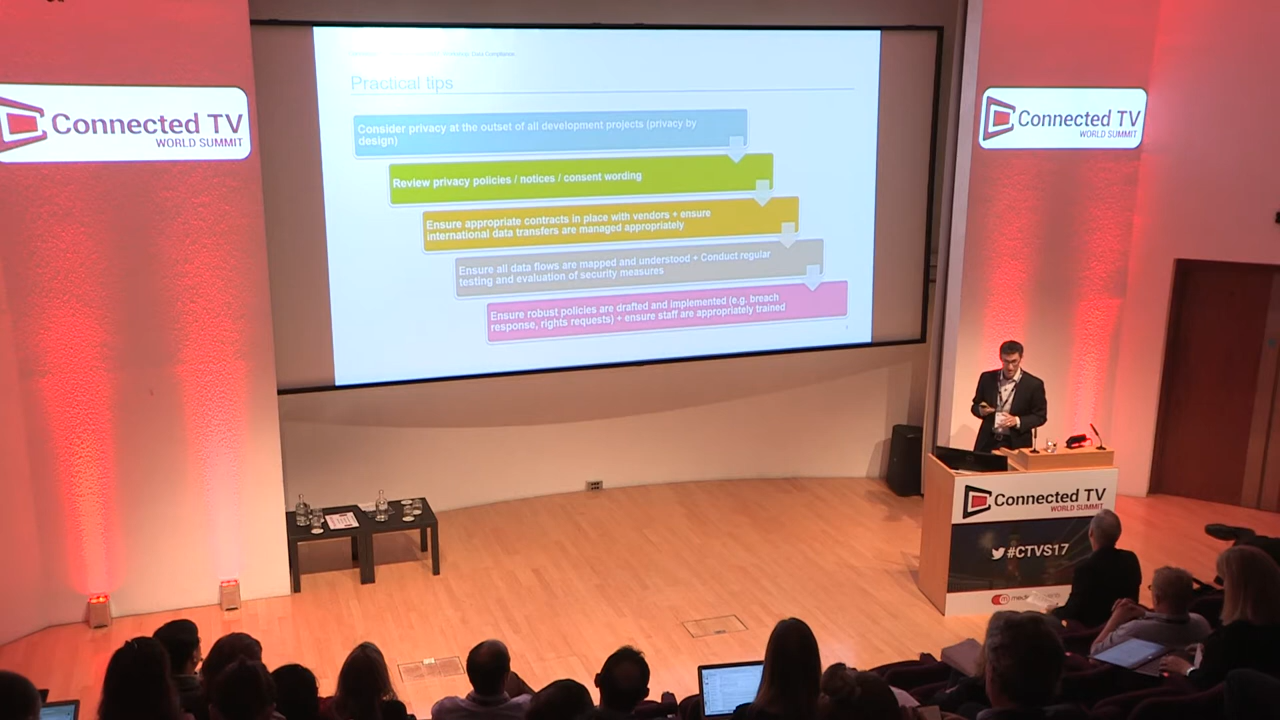 Data Compliance
Practical tips
Consider privacy at the outset of all development projects (privacy by
design)
Review privacy policies / notices / consent wording
Ensure appropriate contracts in place with vendors + ensure
international data transfers are managed appropriately
Ensure all data flows are mapped and understood + Conduct regular
testing and evaluation of security measures
Ensure robust policies are drafted and implemented (e.g. breach
response, rights requests) + ensure staff are appropriately trained
Connected TV
WORLD SUMMIT
Connected TV
WORLD SUMMIT
Connected TV
WORLD SUMMIT
#CTVS17